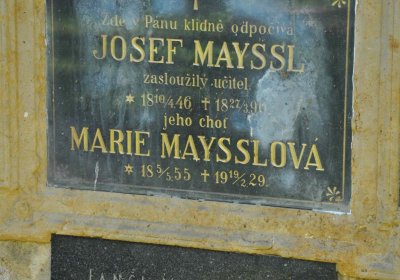 Zde v Pánu klidně odpočívá
JOSEF MAYSSL
zasloužilý učitel
✶ 18 10/4 46 † 18 27/3 96
jeho choť
MARIE MAYSSLOVÁ
✶ 18 5/5 55 † 19 19/2 29.